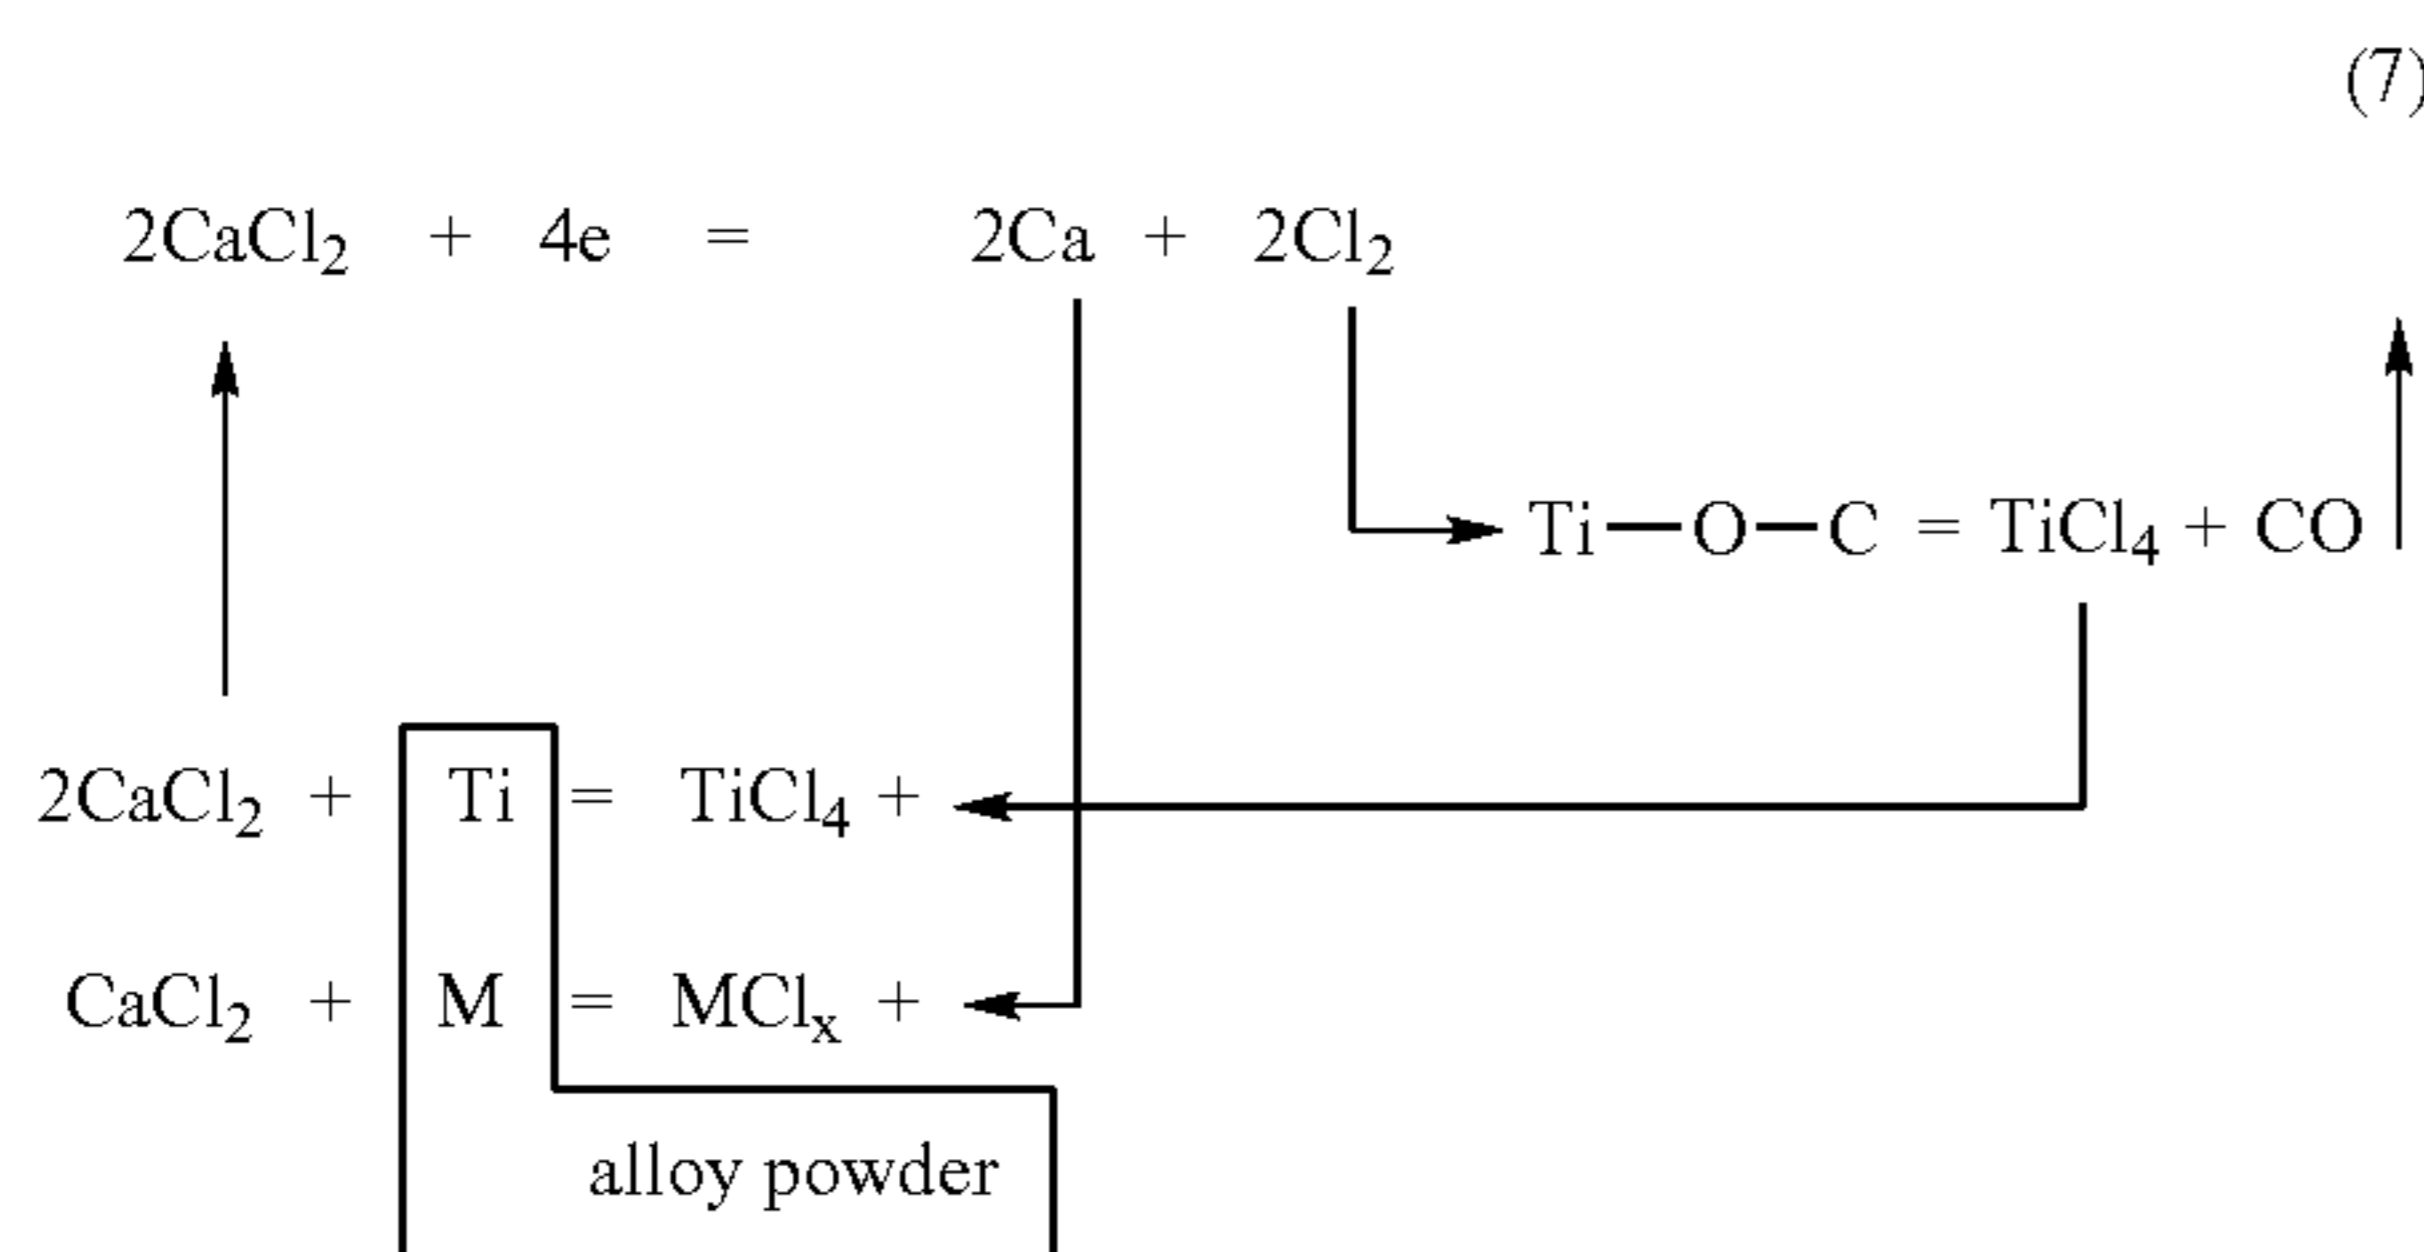 (7)
2CaCl₂ + 4e = 2Ca + 2Cl₂
Ti—O—C = TiCl₄ + CO
2CaCl₂ + Ti = TiCl₄ +
CaCl₂ + M = MClₓ +
alloy powder